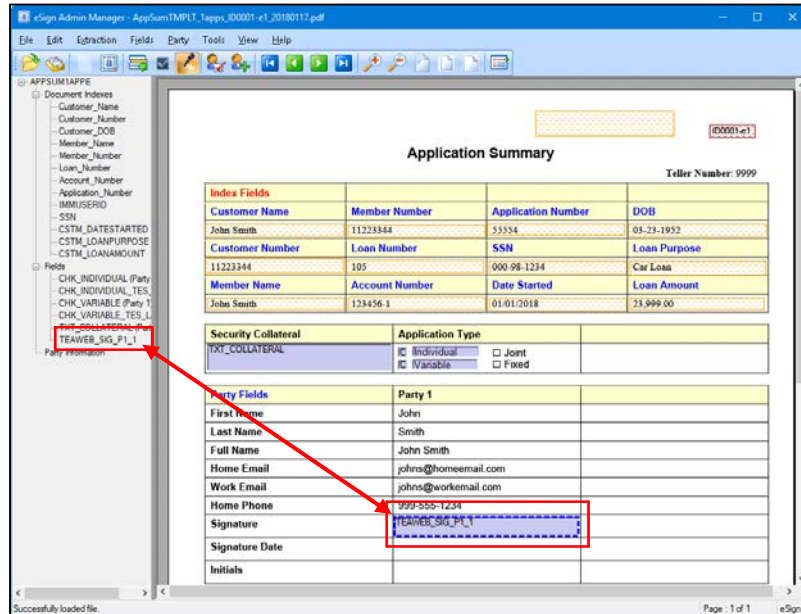 eSign Admin Manager - AppSumTMPLT_1apps_ID0001-e1_20180117.pdf
File Edit Extraction Fields Party Tools View Help
APPSUM1APPE
Document Indexes
Customer_Name
Customer_Number
Customer_DOB
Member_Name
Member_Number
Loan_Number
Account_Number
Application_Number
IMMUSERID
SSN
CSTM_DATESTARTED
CSTM_LOANPURPOSE
CSTM_LOANAMOUNT
Fields
CHK_INDIVIDUAL (Party
CHK_INDIVIDUAL_TES_
CHK_VARIABLE (Party 1
CHK_VARIABLE_TES_L
TXT_COLLATERAL (Par
TEAWEB_SIG_P1_1
Party Information
ID0001-e1
Application Summary
Teller Number: 9999
Index Fields
Customer Name Member Number Application Number DOB
John Smith 11223344 55554 03-23-1952
Customer Number Loan Number SSN Loan Purpose
11223344 105 000-98-1234 Car Loan
Member Name Account Number Date Started Loan Amount
John Smith 123456-1 01/01/2018 23,999.00
Security Collateral Application Type
TXT_COLLATERAL Individual Joint
Variable Fixed
Party Fields Party 1
First Name John
Last Name Smith
Full Name John Smith
Home Email johns@homeemail.com
Work Email johns@workemail.com
Home Phone 999-555-1234
Signature TEAWEB_SIG_P1_1
Signature Date
Initials
Successfully loaded file. Page : 1 of 1 eSign